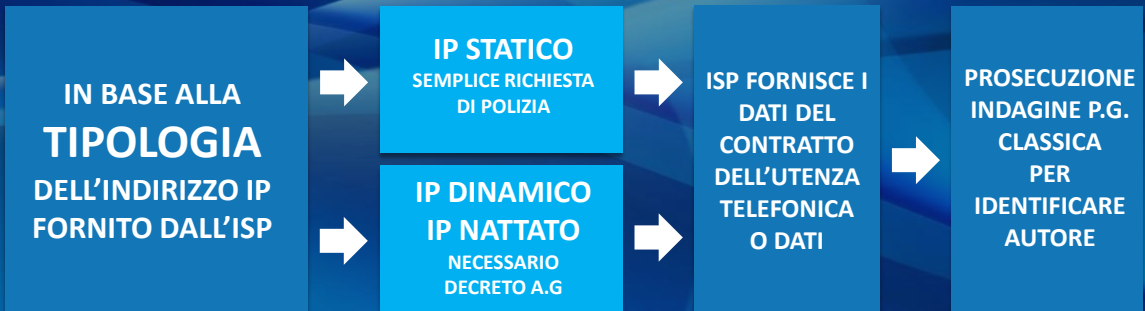 IN BASE ALLA
TIPOLOGIA
DELL'INDIRIZZO IP
FORNITO DALL'ISP
IP STATICO
SEMPLICE RICHIESTA
DI POLIZIA
IP DINAMICO
IP NATTATO
NECESSARIO
DECRETO A.G
ISP FORNISCE I
DATI DEL
CONTRATTO
DELL'UTENZA
TELEFONICA
O DATI
PROSECUZIONE
INDAGINE P.G.
CLASSICA
PER
IDENTIFICARE
AUTORE